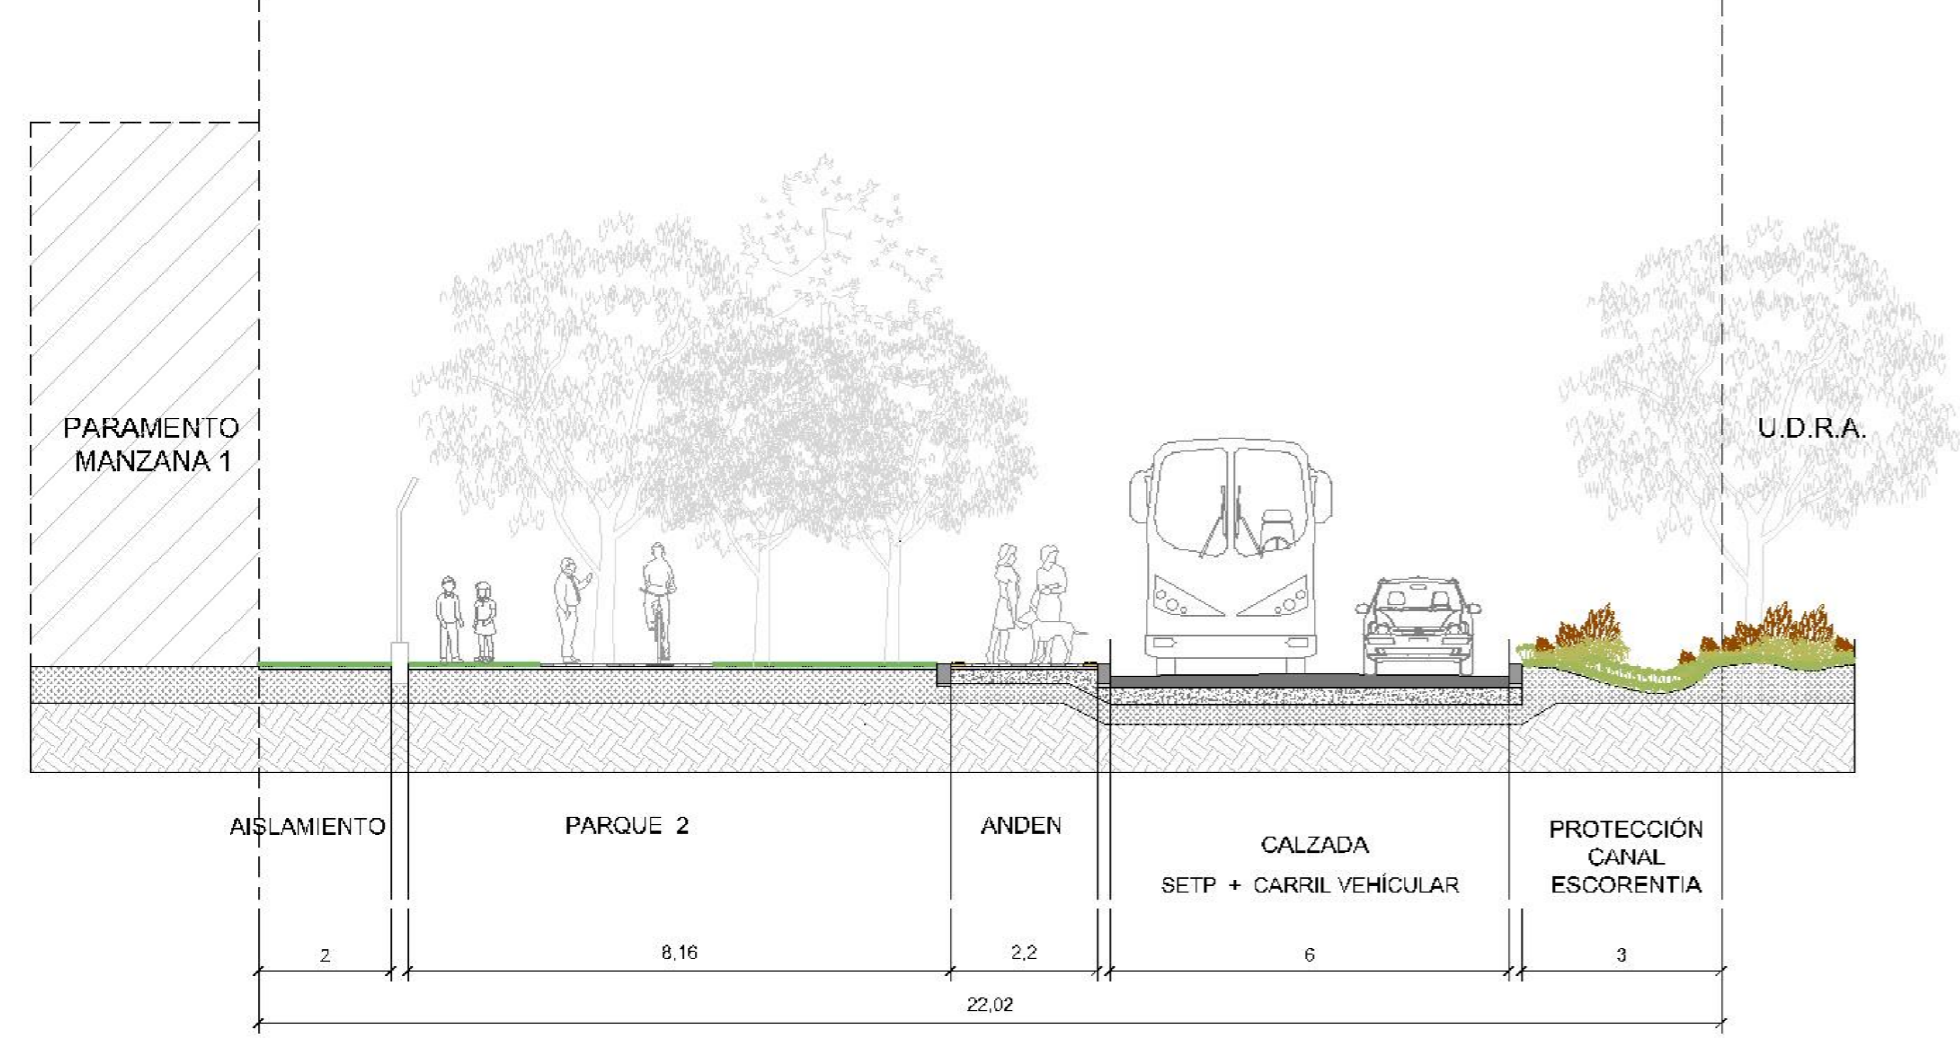 PARAMENTO
MANZANA 1
U.D.R.A.
AISLAMIENTO
PARQUE 2
ANDEN
CALZADA
SETP + CARRIL VEHÍCULAR
PROTECCIÓN
CANAL
ESCORENTIA
2
8,16
2,2
6
3
22,02